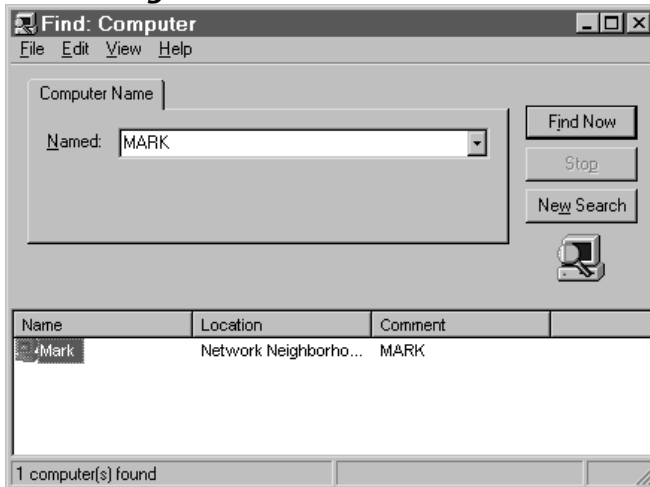 Find: Computer
File Edit View Help
Computer Name
Named: MARK
Find Now
Stop
New Search
Name Location Comment
Mark Network Neighborho... MARK
1 computer(s) found